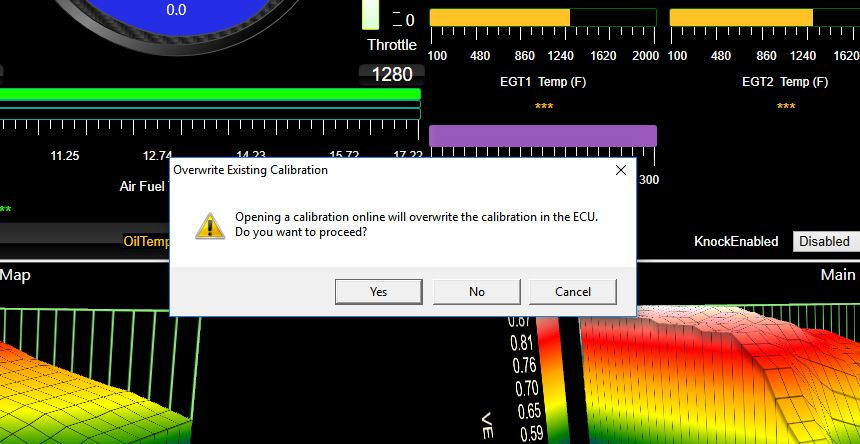 0.0
0
Throttle
1280
100 480 860 1240 1620 2000
100 480 860 1240 1620
EGT1 Temp (F)
EGT2 Temp (F)
***
***
11.25 12.74 14.23 15.72 17.22
300
Air Fuel
**
OilTemp
KnockEnabled
Disabled
Overwrite Existing Calibration
Opening a calibration online will overwrite the calibration in the ECU.
Do you want to proceed?
Yes
No
Cancel
Map
Main
0.87
0.81
0.76
0.70
0.65
0.59
VE